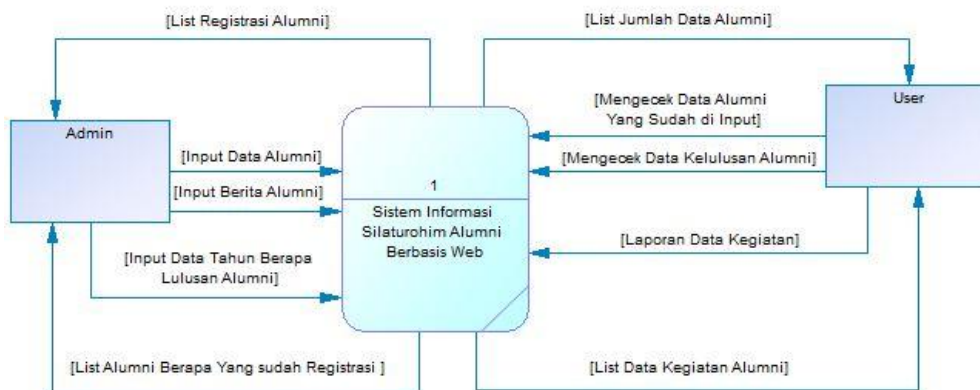 [List Registrasi Alumni]
[List Jumlah Data Alumni]
Admin
User
[Mengecek Data Alumni
Yang Sudah di Input]
[Input Data Alumni]
[Mengecek Data Kelulusan Alumni]
[Input Berita Alumni]
1
Sistem Informasi
Silaturohim Alumni
Berbasis Web
[Input Data Tahun Berapa
Lulusan Alumni]
[Laporan Data Kegiatan]
[List Alumni Berapa Yang sudah Registrasi ]
[List Data Kegiatan Alumni]